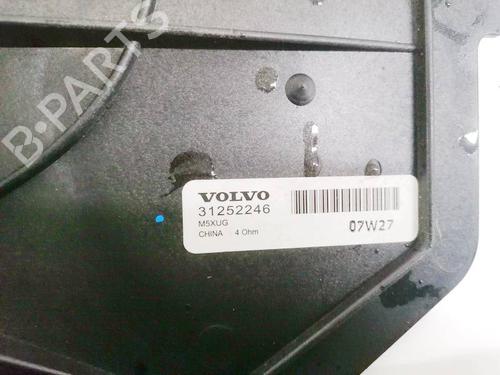 B-PARTS
VOLVO
31252246
M5XUG
CHINA 4 Ohm
07W27